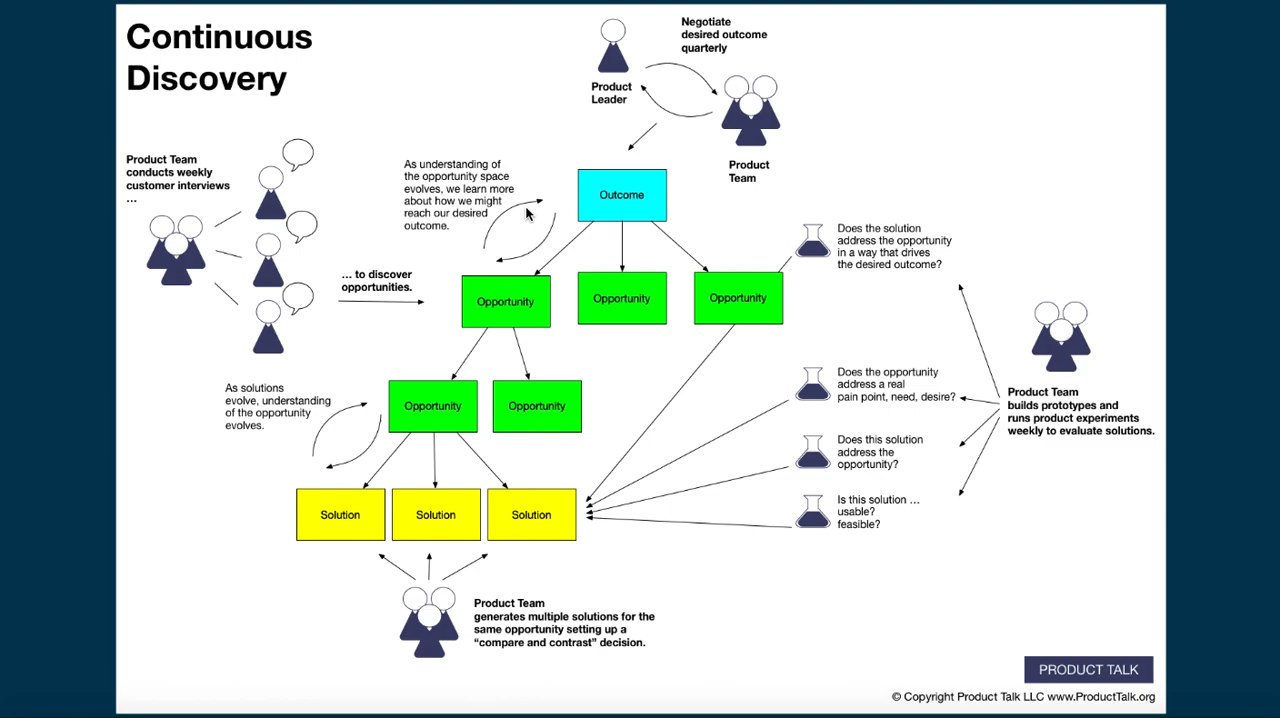 Continuous
Discovery
Negotiate
desired outcome
quarterly
Product
Leader
Product
Team
Product Team
conducts weekly
customer interviews
...
... to discover
opportunities.
As understanding of
the opportunity space
evolves, we learn more
about how we might
reach our desired
outcome.
Outcome
Opportunity
Opportunity
Opportunity
Does the solution
address the opportunity
in a way that drives
the desired outcome?
As solutions
evolve, understanding
of the opportunity
evolves.
Opportunity
Opportunity
Does the opportunity
address a real
pain point, need, desire?
Product Team
builds prototypes and
runs product experiments
weekly to evaluate solutions.
Does this solution
address the
opportunity?
Is this solution ...
usable?
feasible?
Solution
Solution
Solution
Product Team
generates multiple solutions for the
same opportunity setting up a
“compare and contrast” decision.
PRODUCT TALK
© Copyright Product Talk LLC www.ProductTalk.org